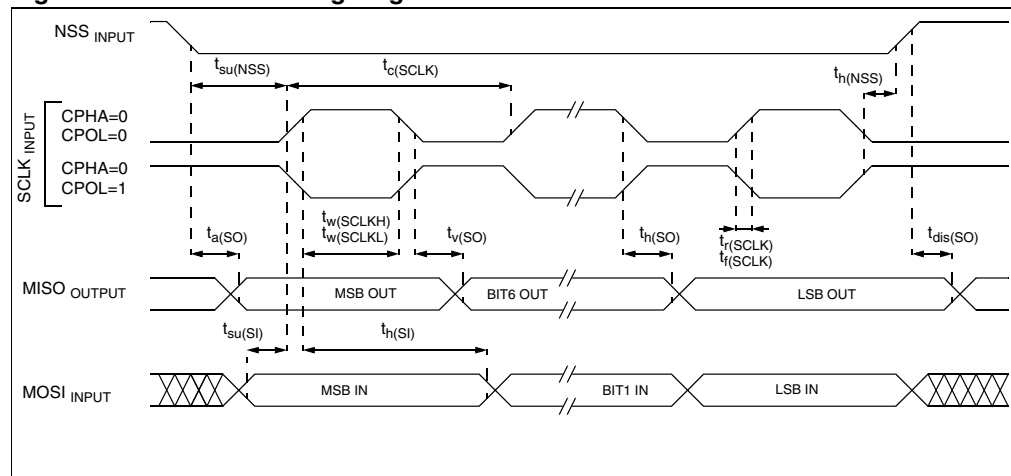 NSS INPUT
tsu(NSS)
tc(SCLK)
th(NSS)
SCLK INPUT
CPHA=0
CPOL=0
CPHA=0
CPOL=1
ta(SO)
tw(SCLKH)
tw(SCLKL)
tv(SO)
th(SO)
tr(SCLK)
tf(SCLK)
tdis(SO)
MISO OUTPUT
MSB OUT
BIT6 OUT
LSB OUT
tsu(SI)
th(SI)
MOSI INPUT
MSB IN
BIT1 IN
LSB IN